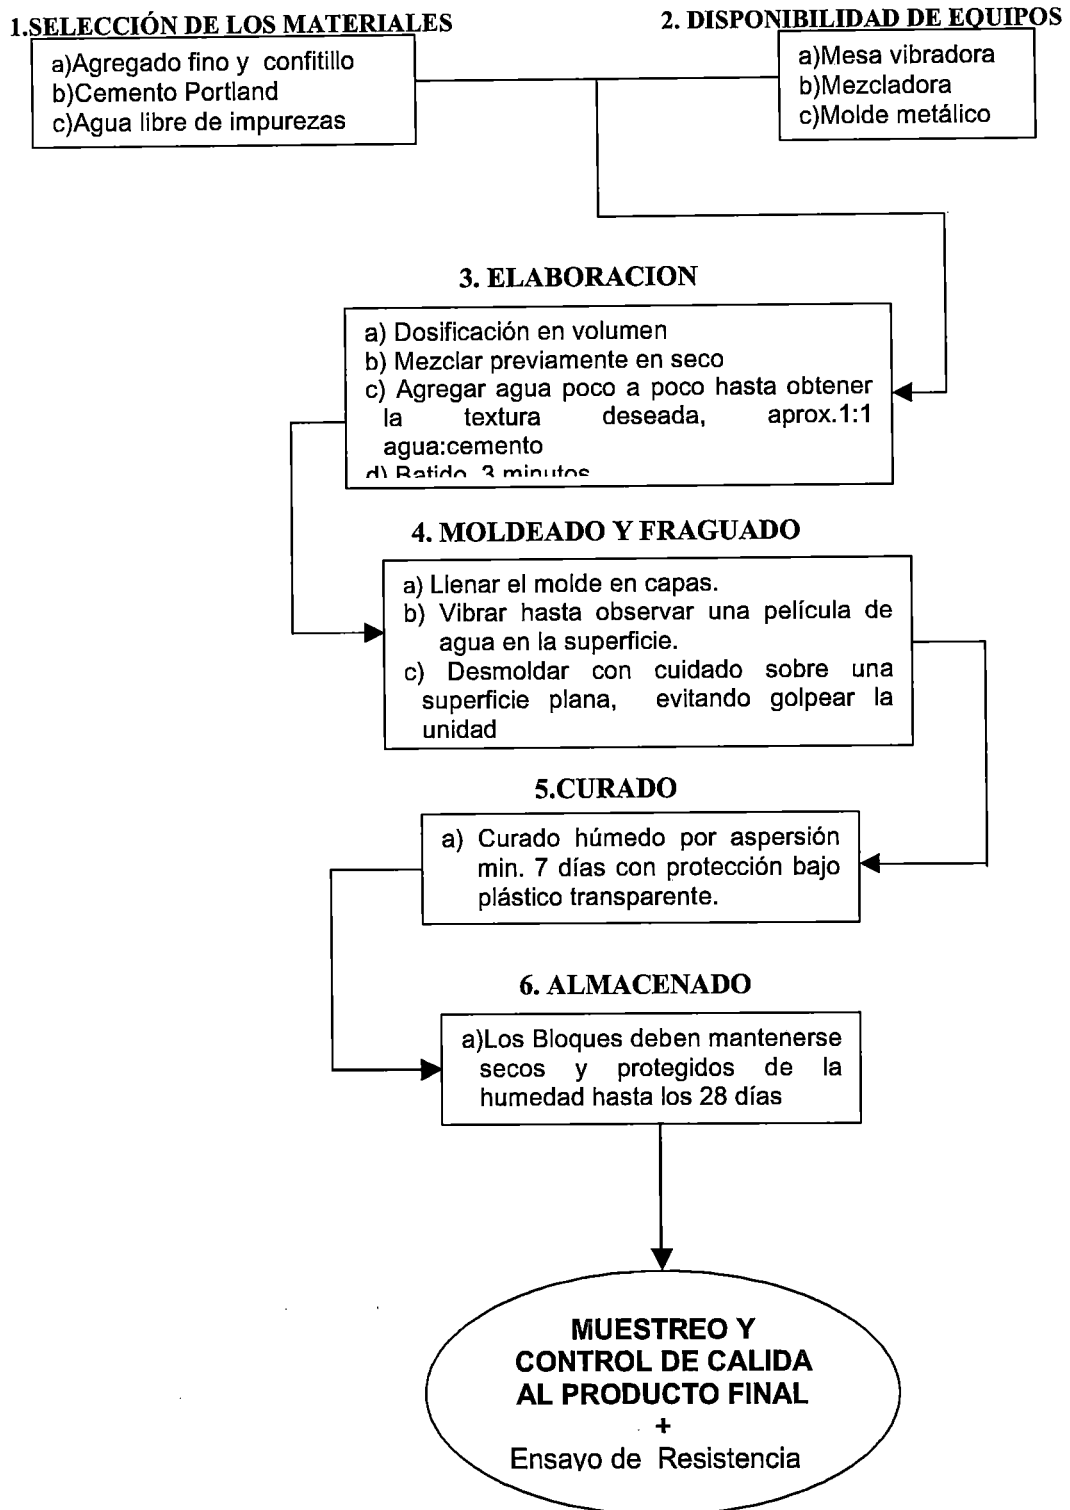 1.SELECCIÓN DE LOS MATERIALES
a)Agregado fino y confitillo
b)Cemento Portland
c)Agua libre de impurezas
2. DISPONIBILIDAD DE EQUIPOS
a)Mesa vibradora
b)Mezcladora
c)Molde metálico
3. ELABORACION
a) Dosificación en volumen
b) Mezclar previamente en seco
c) Agregar agua poco a poco hasta obtener
la textura deseada, aprox.1:1
agua:cemento
d) Batido 3 minutos
4. MOLDEADO Y FRAGUADO
a) Llenar el molde en capas.
b) Vibrar hasta observar una película de
agua en la superficie.
c) Desmoldar con cuidado sobre una
superficie plana, evitando golpear la
unidad
5.CURADO
a) Curado húmedo por aspersión
min. 7 días con protección bajo
plástico transparente.
6. ALMACENADO
a)Los Bloques deben mantenerse
secos y protegidos de la
humedad hasta los 28 días
MUESTREO Y
CONTROL DE CALIDA
AL PRODUCTO FINAL
+
Ensayo de Resistencia